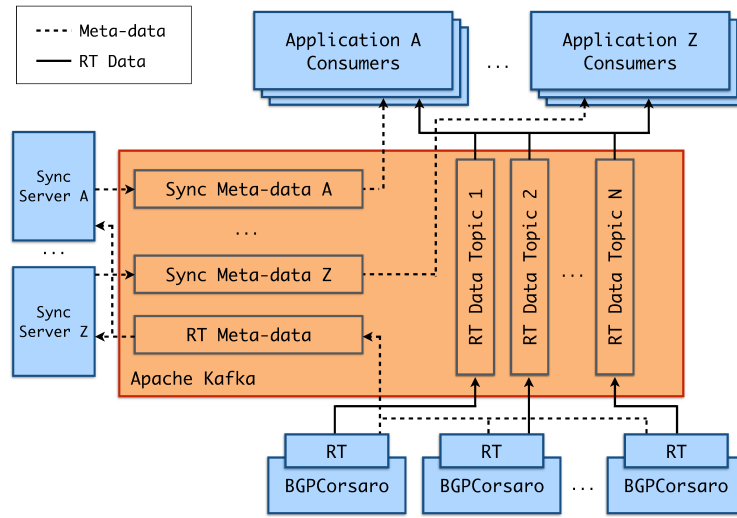 Meta-data
RT Data
Application A
Consumers
...
Application Z
Consumers
Sync
Server A
...
Sync
Server Z
Sync Meta-data A
...
Sync Meta-data Z
RT Meta-data
Apache Kafka
RT Data Topic 1
RT Data Topic 2
...
RT Data Topic N
RT
BGPCorsaro
RT
BGPCorsaro
...
RT
BGPCorsaro